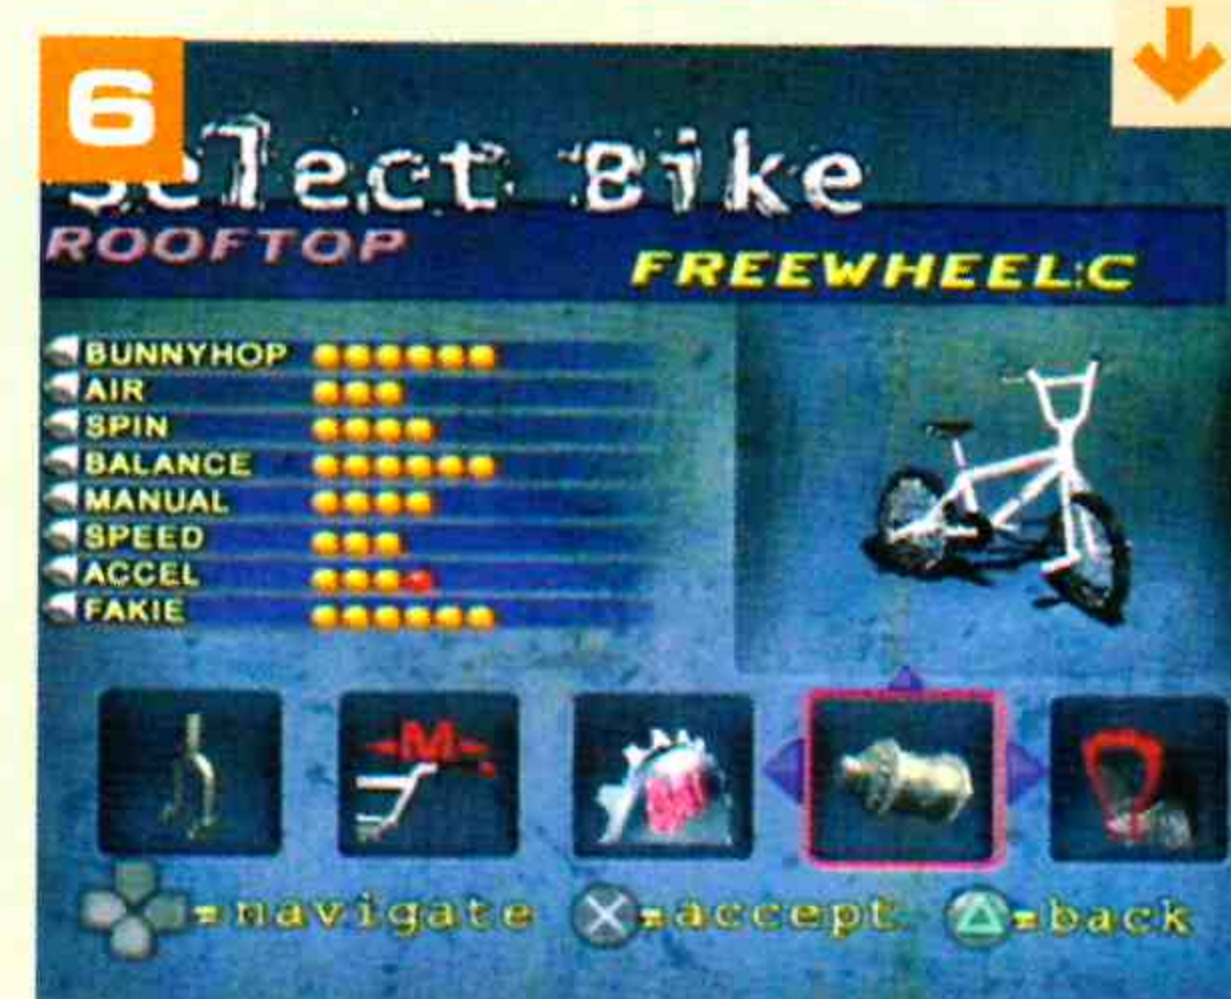 6
Select Bike
ROOFTOP
FREEWHEEL:C
BUNNYHOP
AIR
SPIN
BALANCE
MANUAL
SPEED
ACCEL
FAKIE
M
=navigate
=accept
=back